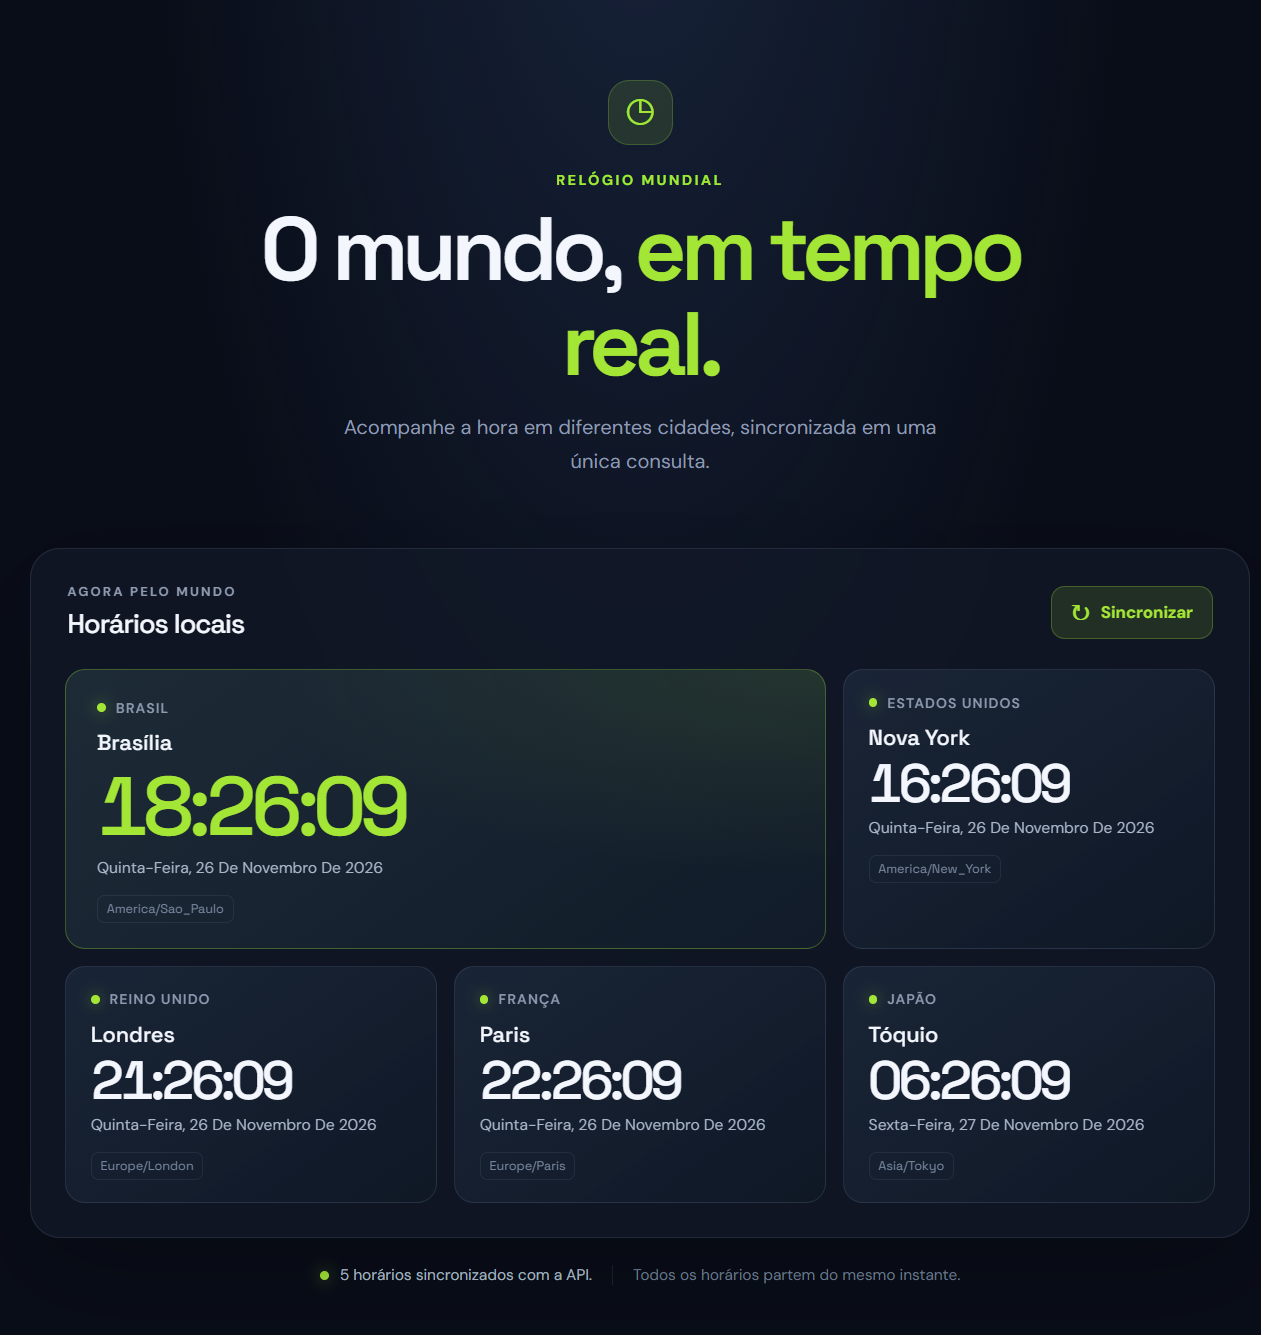 RELÓGIO MUNDIAL
O mundo, em tempo
real.
Acompanhe a hora em diferentes cidades, sincronizada em uma
única consulta.
AGORA PELO MUNDO
Horários locais
↻ Sincronizar
BRASIL
Brasília
18:26:09
Quinta-Feira, 26 De Novembro De 2026
America/Sao_Paulo
ESTADOS UNIDOS
Nova York
16:26:09
Quinta-Feira, 26 De Novembro De 2026
America/New_York
REINO UNIDO
Londres
21:26:09
Quinta-Feira, 26 De Novembro De 2026
Europe/London
FRANÇA
Paris
22:26:09
Quinta-Feira, 26 De Novembro De 2026
Europe/Paris
JAPÃO
Tóquio
06:26:09
Sexta-Feira, 27 De Novembro De 2026
Asia/Tokyo
5 horários sincronizados com a API.
Todos os horários partem do mesmo instante.